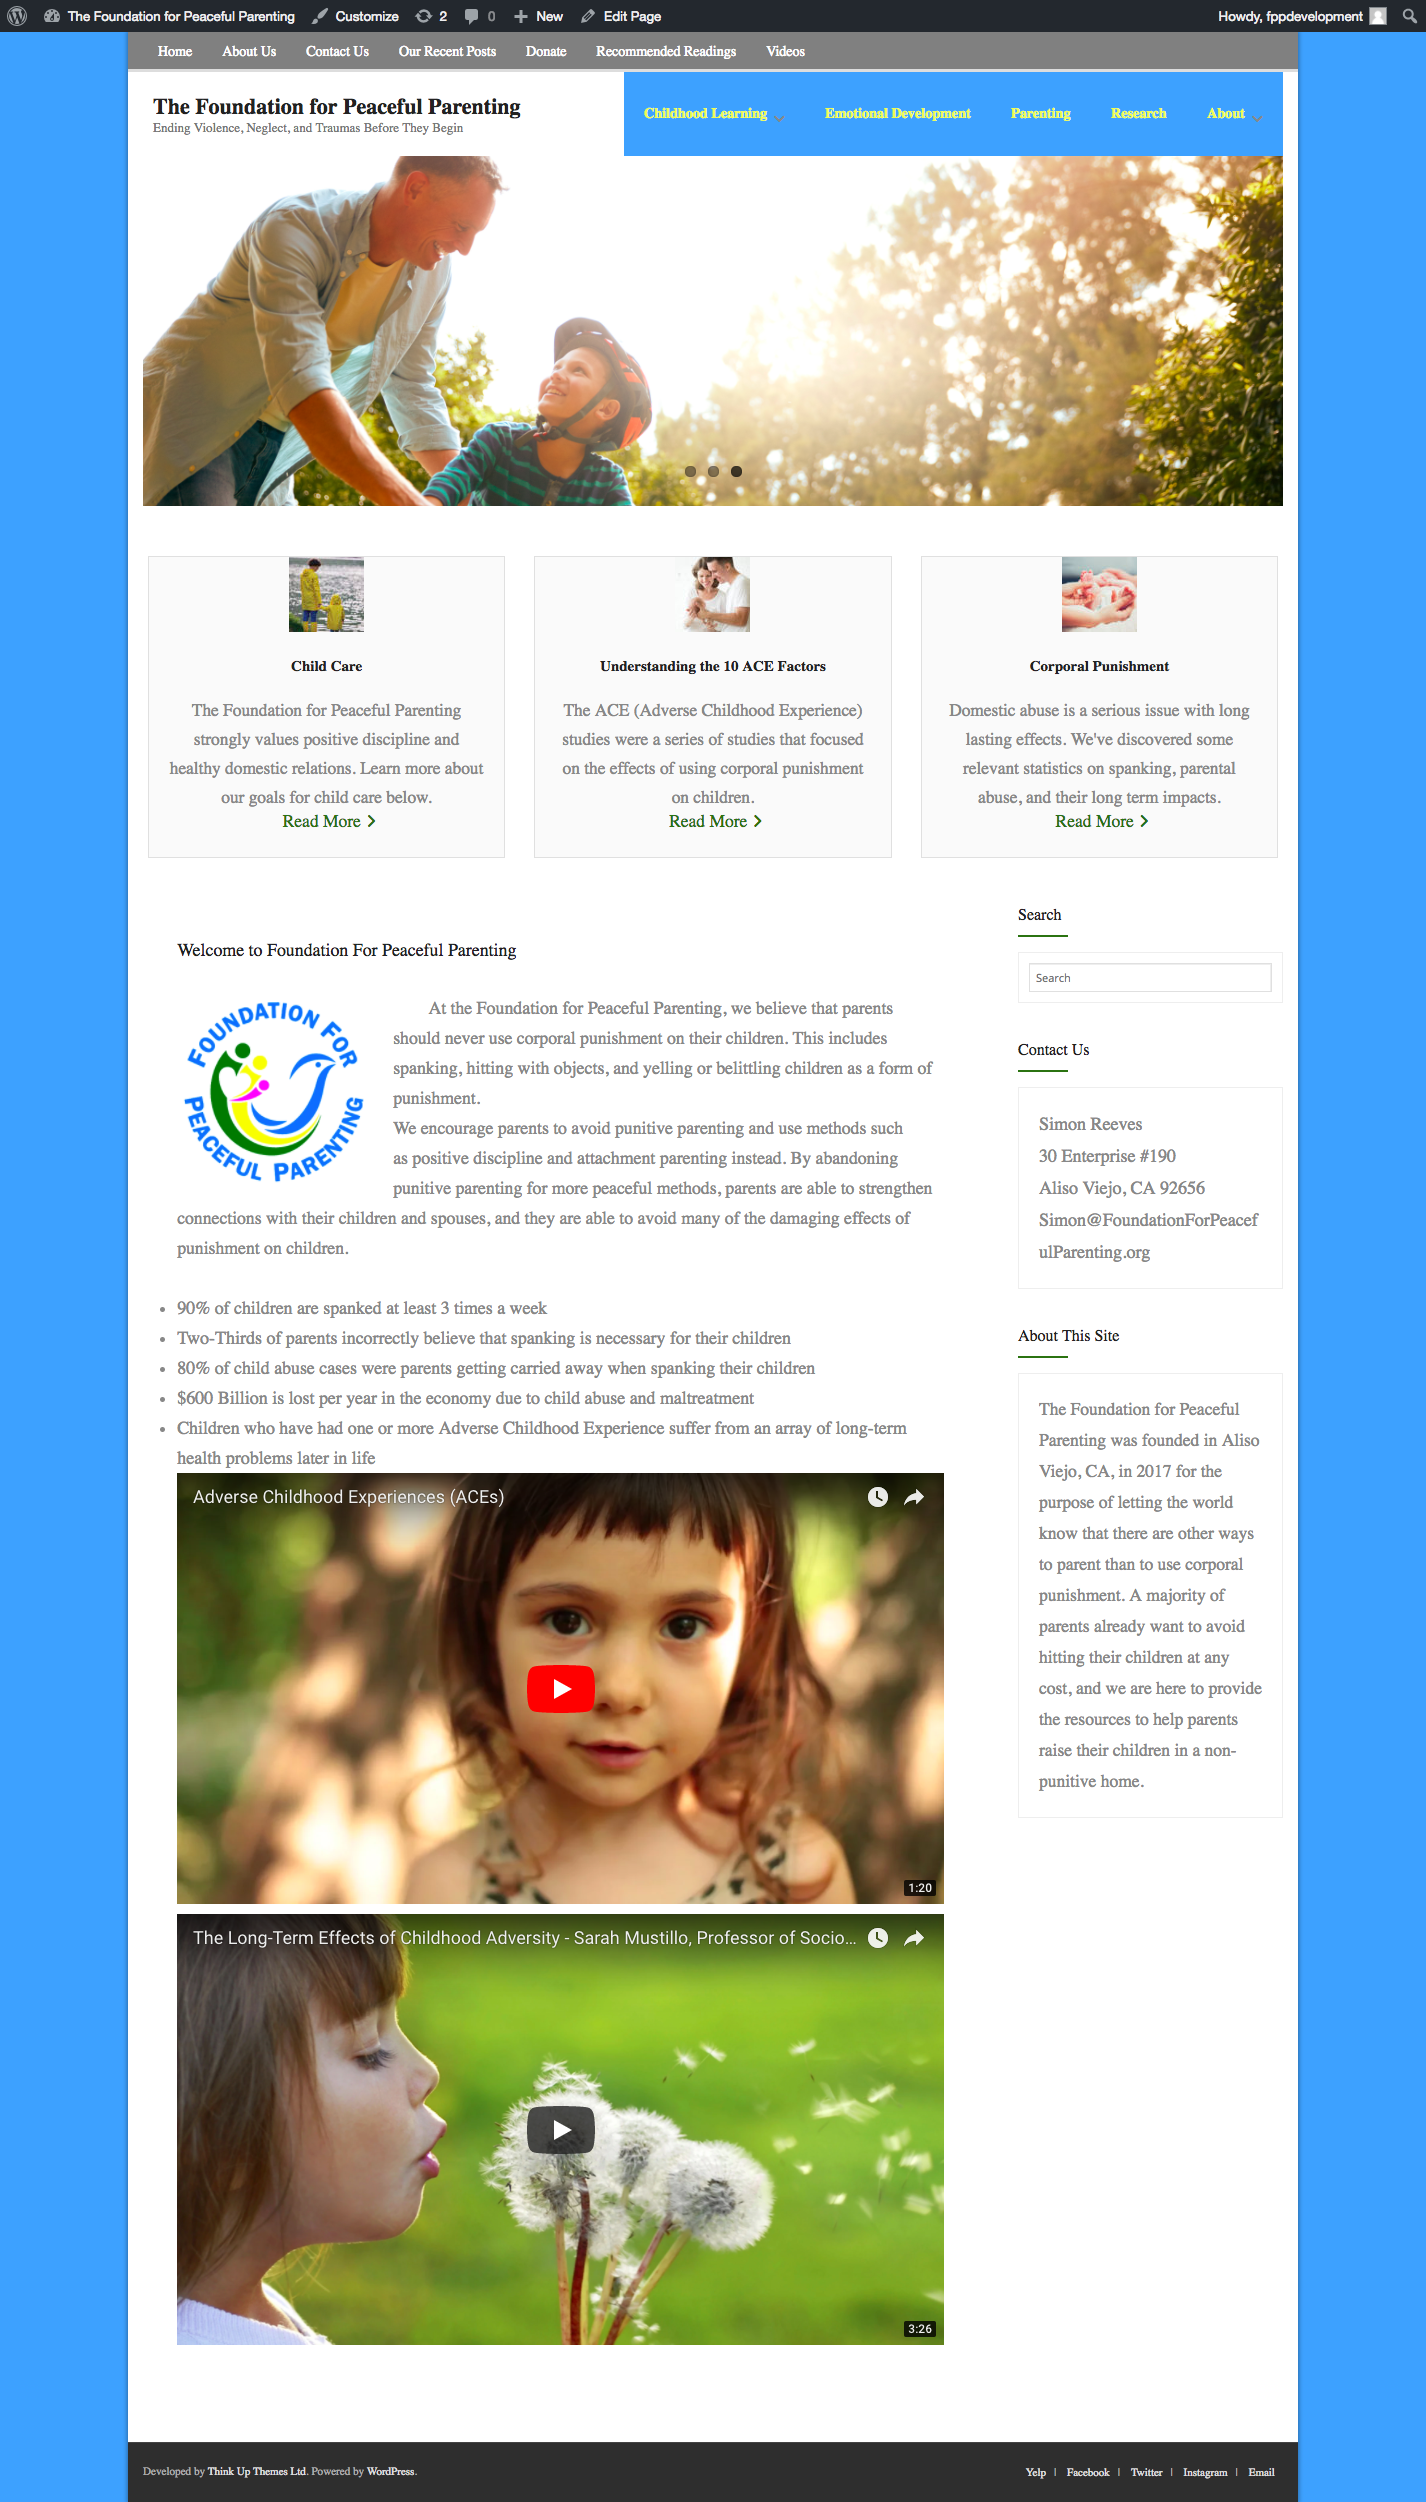 The Foundation for Peaceful Parenting Customize 2 0 New Edit Page Howdy, fppdevelopment
Home About Us Contact Us Our Recent Posts Donate Recommended Readings Videos
The Foundation for Peaceful Parenting
Ending Violence, Neglect, and Traumas Before They Begin
Childhood Learning Emotional Development Parenting Research About
Child Care
The Foundation for Peaceful Parenting
strongly values positive discipline and
healthy domestic relations. Learn more about
our goals for child care below.
Read More
Understanding the 10 ACE Factors
The ACE (Adverse Childhood Experience)
studies were a series of studies that focused
on the effects of using corporal punishment
on children.
Read More
Corporal Punishment
Domestic abuse is a serious issue with long
lasting effects. We've discovered some
relevant statistics on spanking, parental
abuse, and their long term impacts.
Read More
Welcome to Foundation For Peaceful Parenting
FOUNDATION FOR
PEACEFUL PARENTING
At the Foundation for Peaceful Parenting, we believe that parents
should never use corporal punishment on their children. This includes
spanking, hitting with objects, and yelling or belittling children as a form of
punishment.
We encourage parents to avoid punitive parenting and use methods such
as positive discipline and attachment parenting instead. By abandoning
punitive parenting for more peaceful methods, parents are able to strengthen
connections with their children and spouses, and they are able to avoid many of the damaging effects of
punishment on children.
• 90% of children are spanked at least 3 times a week
• Two-Thirds of parents incorrectly believe that spanking is necessary for their children
• 80% of child abuse cases were parents getting carried away when spanking their children
• $600 Billion is lost per year in the economy due to child abuse and maltreatment
• Children who have had one or more Adverse Childhood Experience suffer from an array of long-term
health problems later in life
Adverse Childhood Experiences (ACEs)
1:20
The Long-Term Effects of Childhood Adversity - Sarah Mustillo, Professor of Socio...
3:26
Search
Search
Contact Us
Simon Reeves
30 Enterprise #190
Aliso Viejo, CA 92656
Simon@FoundationForPeacef
ulParenting.org
About This Site
The Foundation for Peaceful
Parenting was founded in Aliso
Viejo, CA, in 2017 for the
purpose of letting the world
know that there are other ways
to parent than to use corporal
punishment. A majority of
parents already want to avoid
hitting their children at any
cost, and we are here to provide
the resources to help parents
raise their children in a non-
punitive home.
Developed by Think Up Themes Ltd. Powered by WordPress.
Yelp | Facebook | Twitter | Instagram | Email